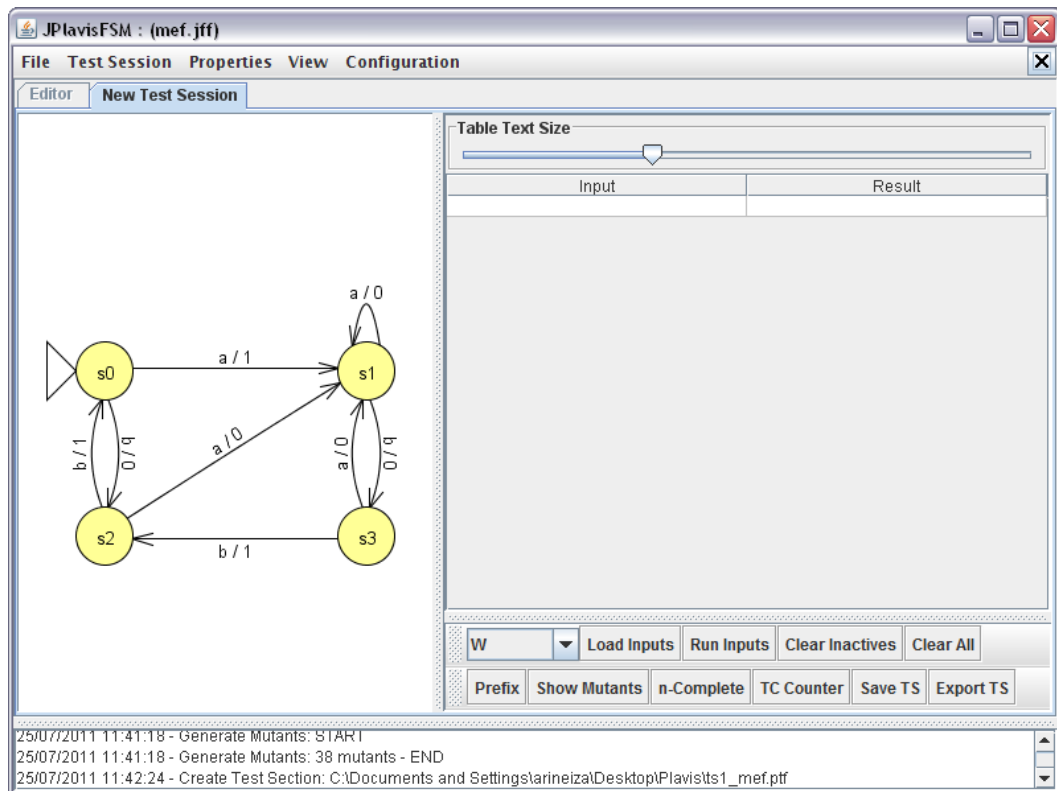 JPlavisFSM : (mef.jff)
File Test Session Properties View Configuration
Editor New Test Session
Table Text Size
Input Result
a / 0
a / 1
s0
s1
b / 1
b / 0
a / 0
a / 0
b / 0
s2
s3
b / 1
W Load Inputs Run Inputs Clear Inactives Clear All
Prefix Show Mutants n-Complete TC Counter Save TS Export TS
25/07/2011 11:41:18 - Generate Mutants: START
25/07/2011 11:41:18 - Generate Mutants: 38 mutants - END
25/07/2011 11:42:24 - Create Test Section: C:\Documents and Settings\arineiza\Desktop\Plavis\ts1_mef.ptf